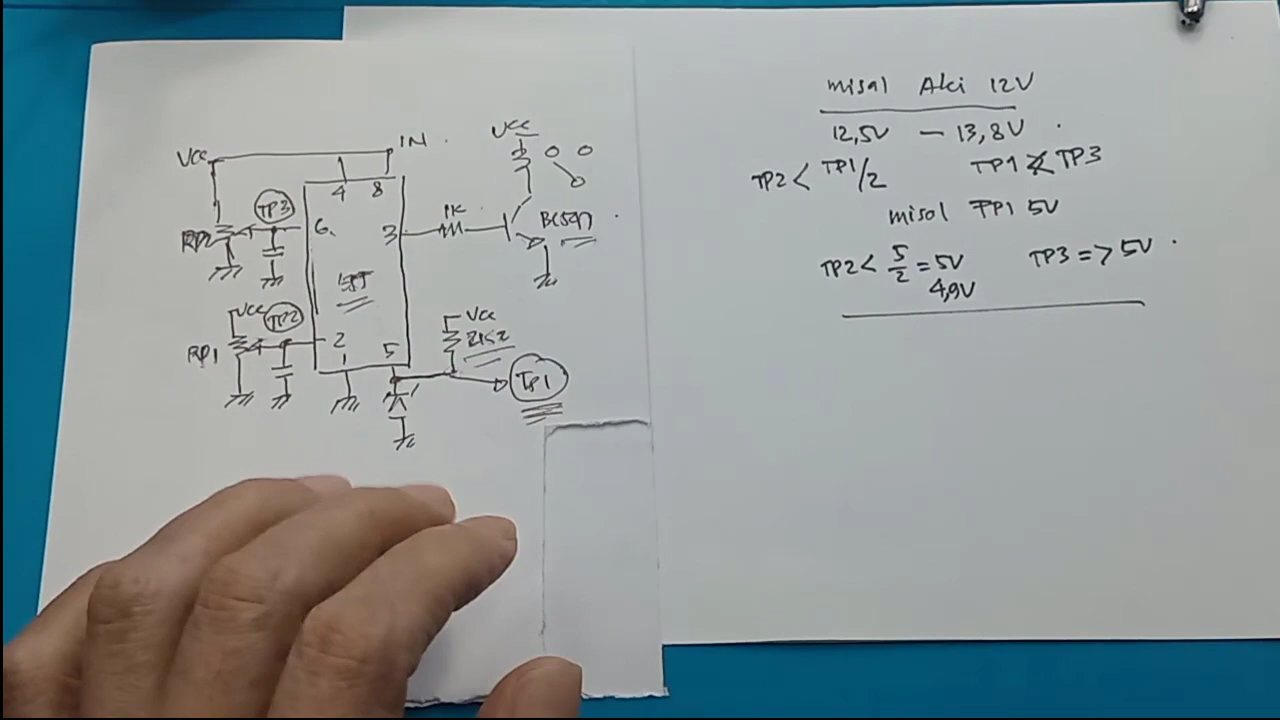 VCC
IN
VCC
4 8
TP3
RP2
6.
3
1K
BC547
555
VCC
TP2
RP1
2
1
5
VCC
2k2
TP1
misal Aki 12V
12,5V - 13,8V
TP2 < TP1/2
TP1 < TP3
misal TP1 5V
TP2 < 5/2 = 5V
TP3 => 5V
4,9V